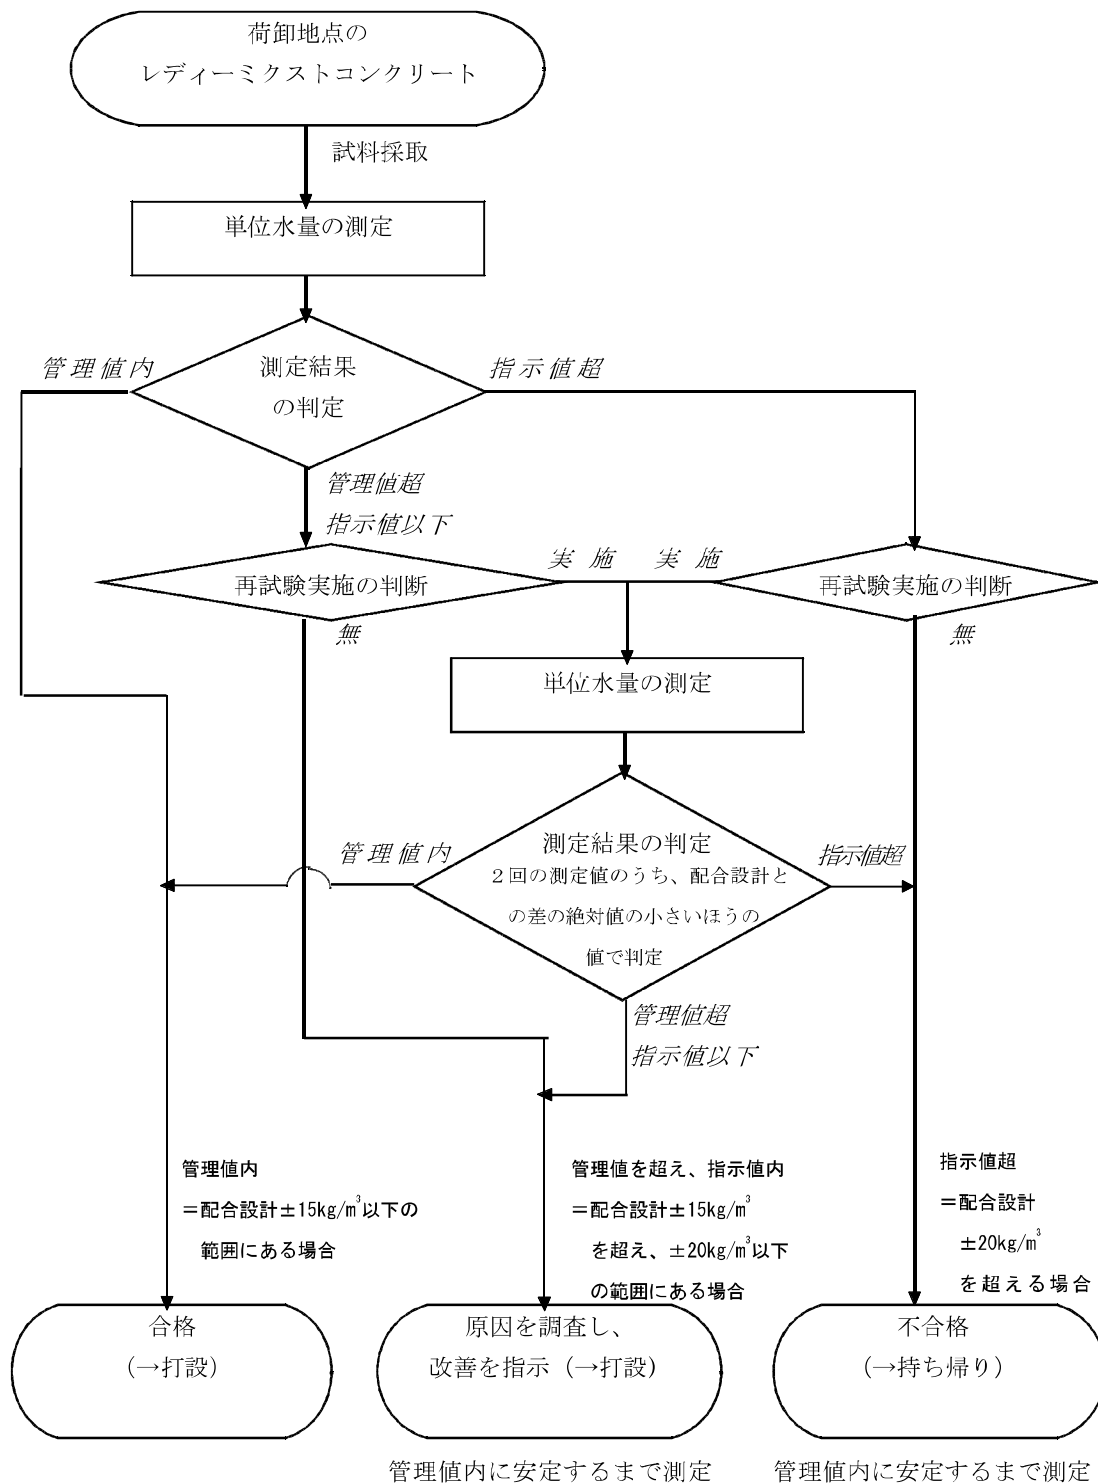 荷卸地点の
レディーミクストコンクリート
試料採取
単位水量の測定
管理値内
測定結果
の判定
指示値超
管理値超
指示値以下
再試験実施の判断
実 施
実 施
再試験実施の判断
無
無
単位水量の測定
管理値内
測定結果の判定
２回の測定値のうち、配合設計と
の差の絶対値の小さいほうの
値で判定
指示値超
管理値超
指示値以下
管理値内
＝配合設計±15kg/m³以下の
範囲にある場合
管理値を超え、指示値内
＝配合設計±15kg/m³
を超え、±20kg/m³以下
の範囲にある場合
指示値超
＝配合設計
±20kg/m³
を超える場合
合格
（→打設）
原因を調査し、
改善を指示（→打設）
不合格
（→持ち帰り）
管理値内に安定するまで測定
管理値内に安定するまで測定